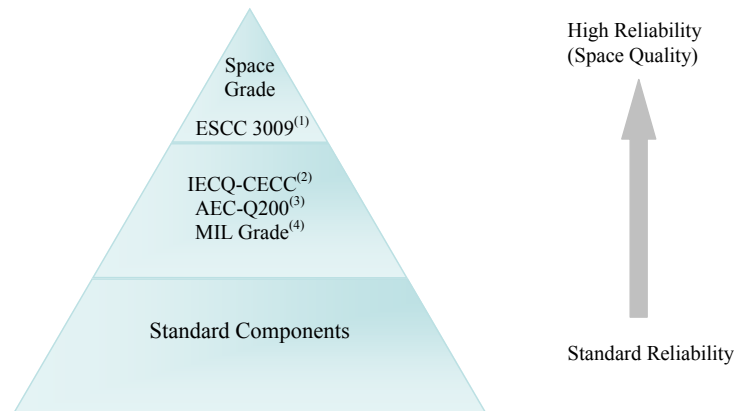 Space
Grade
ESCC 3009(1)
IECQ-CECC(2)
AEC-Q200(3)
MIL Grade(4)
Standard Components
High Reliability
(Space Quality)
Standard Reliability